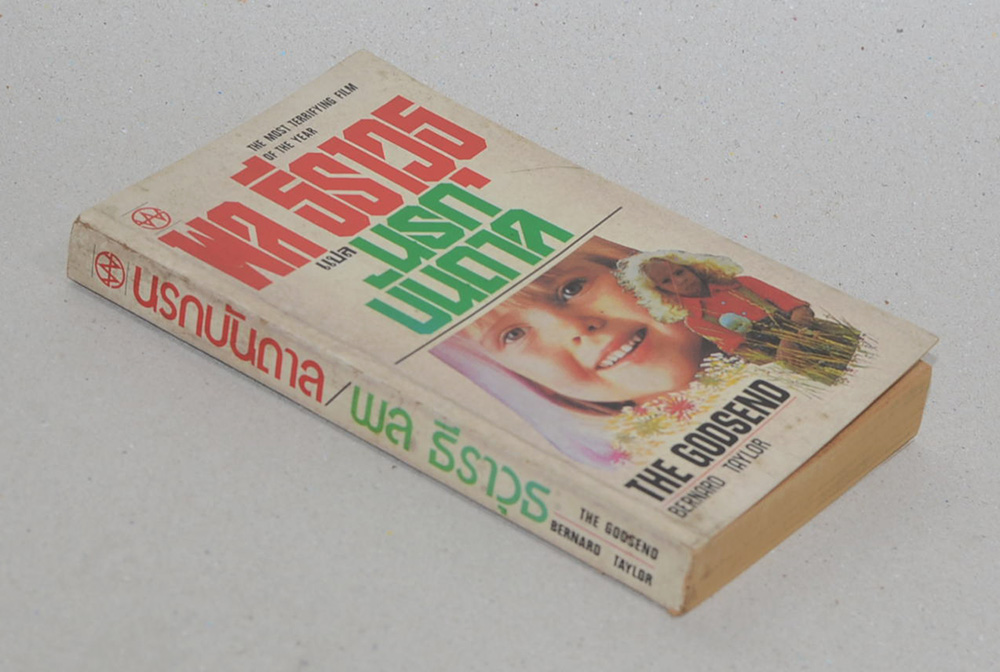 THE MOST TERRIFYING FILM
OF THE YEAR
พล ธีราวุธ
แปล
นรก
บันดาล
THE GODSEND
BERNARD TAYLOR
นรกบันดาล/พล ธีราวุธ
THE GODSEND
BERNARD TAYLOR